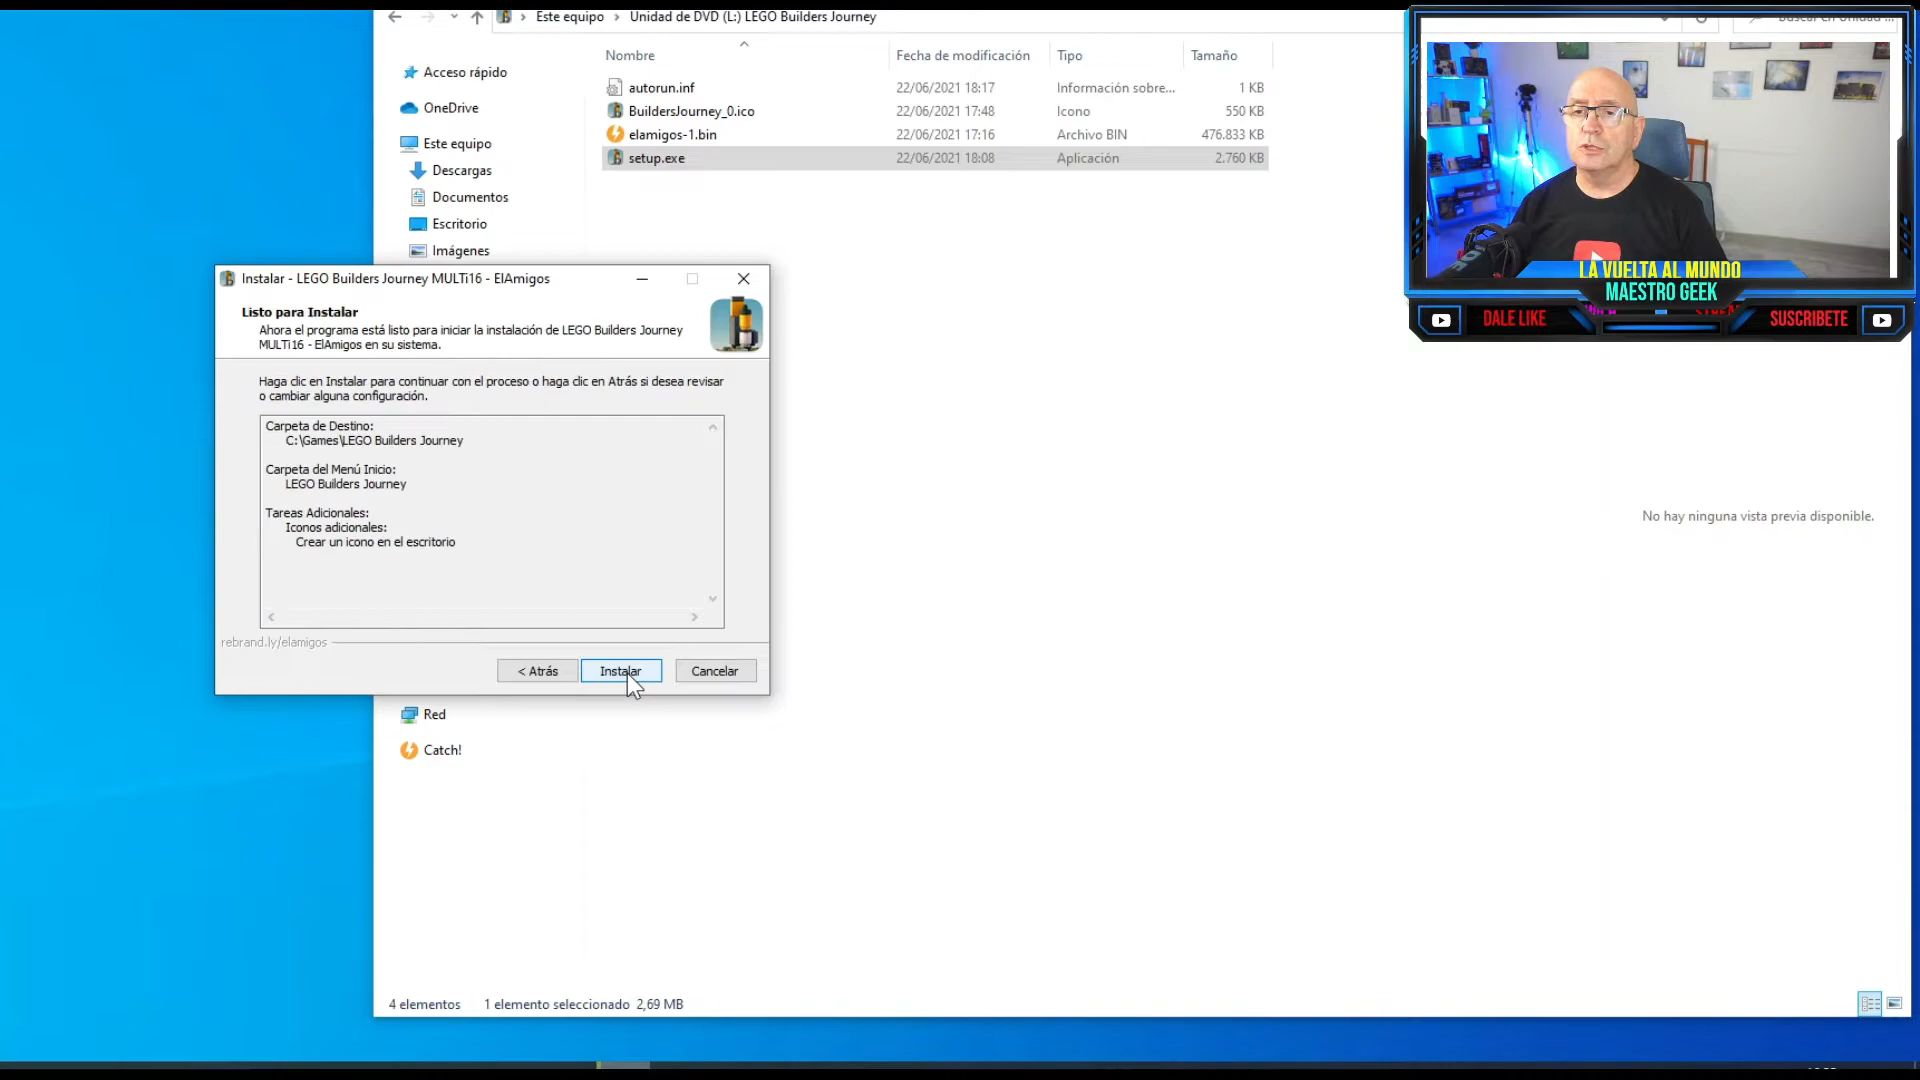 Este equipo > Unidad de DVD (L:) LEGO Builders Journey
Nombre Fecha de modificación Tipo Tamaño
autorun.inf 22/06/2021 18:17 Información sobre... 1 KB
BuildersJourney_0.ico 22/06/2021 17:48 Icono 550 KB
elamigos-1.bin 22/06/2021 17:16 Archivo BIN 476.833 KB
setup.exe 22/06/2021 18:08 Aplicación 2.760 KB
Acceso rápido
OneDrive
Este equipo
Descargas
Documentos
Escritorio
Imágenes
Instalar - LEGO Builders Journey MULTi16 - ElAmigos
Listo para Instalar
Ahora el programa está listo para iniciar la instalación de LEGO Builders Journey
MULTi16 - ElAmigos en su sistema.
Haga clic en Instalar para continuar con el proceso o haga clic en Atrás si desea revisar
o cambiar alguna configuración.
Carpeta de Destino:
C:\Games\LEGO Builders Journey
Carpeta del Menú Inicio:
LEGO Builders Journey
Tareas Adicionales:
Iconos adicionales:
Crear un icono en el escritorio
rebrand.ly/elamigos
< Atrás Instalar Cancelar
Red
Catch!
4 elementos 1 elemento seleccionado 2,69 MB
No hay ninguna vista previa disponible.
LA VUELTA AL MUNDO
MAESTRO GEEK
DALE LIKE SUSCRIBETE